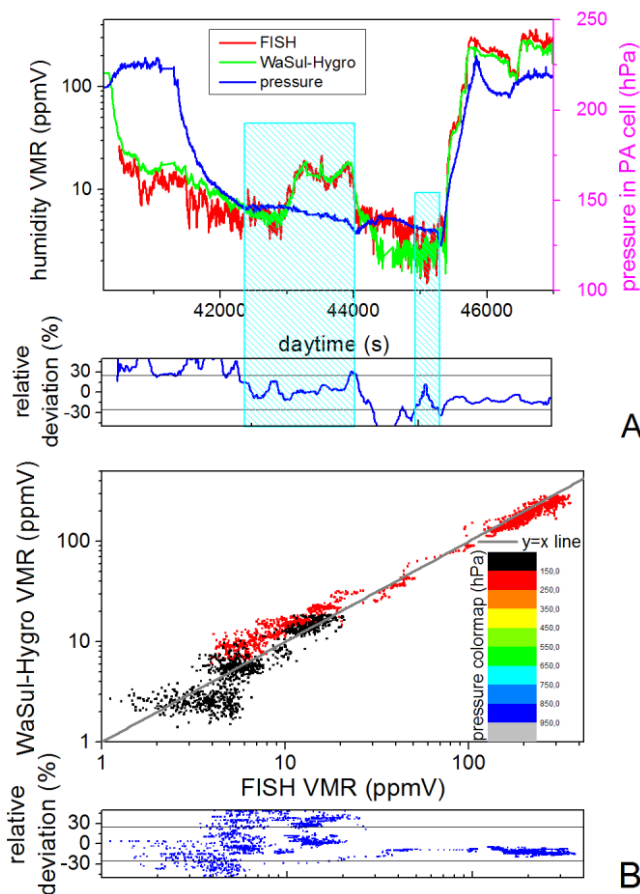 FISH
WaSul-Hygro
pressure
humidity VMR (ppmV)
100
10
pressure in PA cell (hPa)
250
225
200
175
150
125
100
42000
44000
46000
daytime (s)
relative
deviation (%)
30
0
-30
A
WaSul-Hygro VMR (ppmV)
100
10
1
y=x line
pressure colormap (hPa)
150,0
250,0
350,0
450,0
550,0
650,0
750,0
850,0
950,0
1
10
100
FISH VMR (ppmV)
relative
deviation (%)
30
0
-30
B